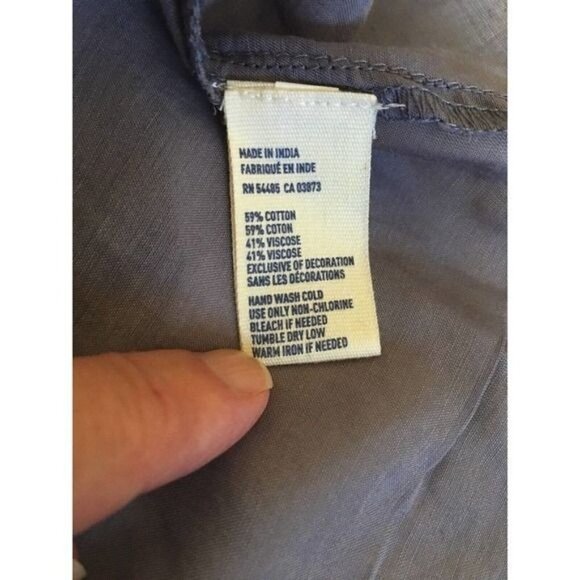 MADE IN INDIA
FABRIQUÉ EN INDE
RN 54485 CA 03873
59% COTTON
59% COTON
41% VISCOSE
41% VISCOSE
EXCLUSIVE OF DECORATION
SANS LES DÉCORATIONS
HAND WASH COLD
USE ONLY NON-CHLORINE
BLEACH IF NEEDED
TUMBLE DRY LOW
WARM IRON IF NEEDED